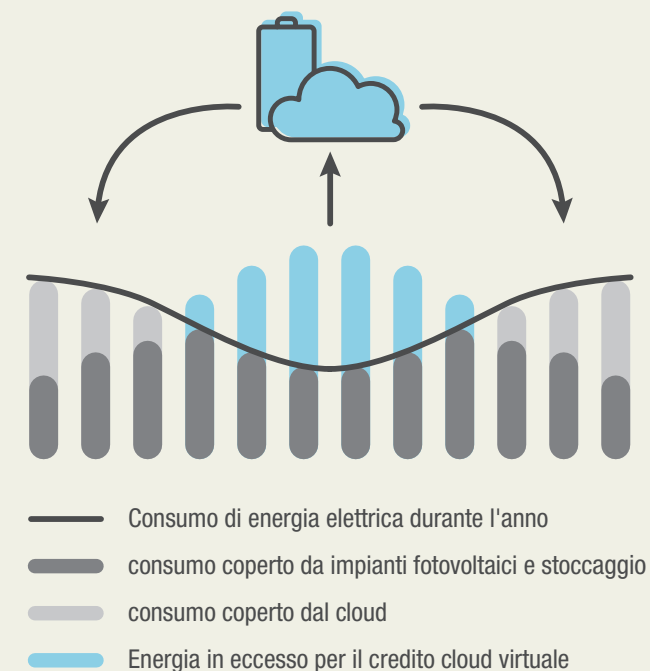 Consumo di energia elettrica durante l'anno
consumo coperto da impianti fotovoltaici e stoccaggio
consumo coperto dal cloud
Energia in eccesso per il credito cloud virtuale